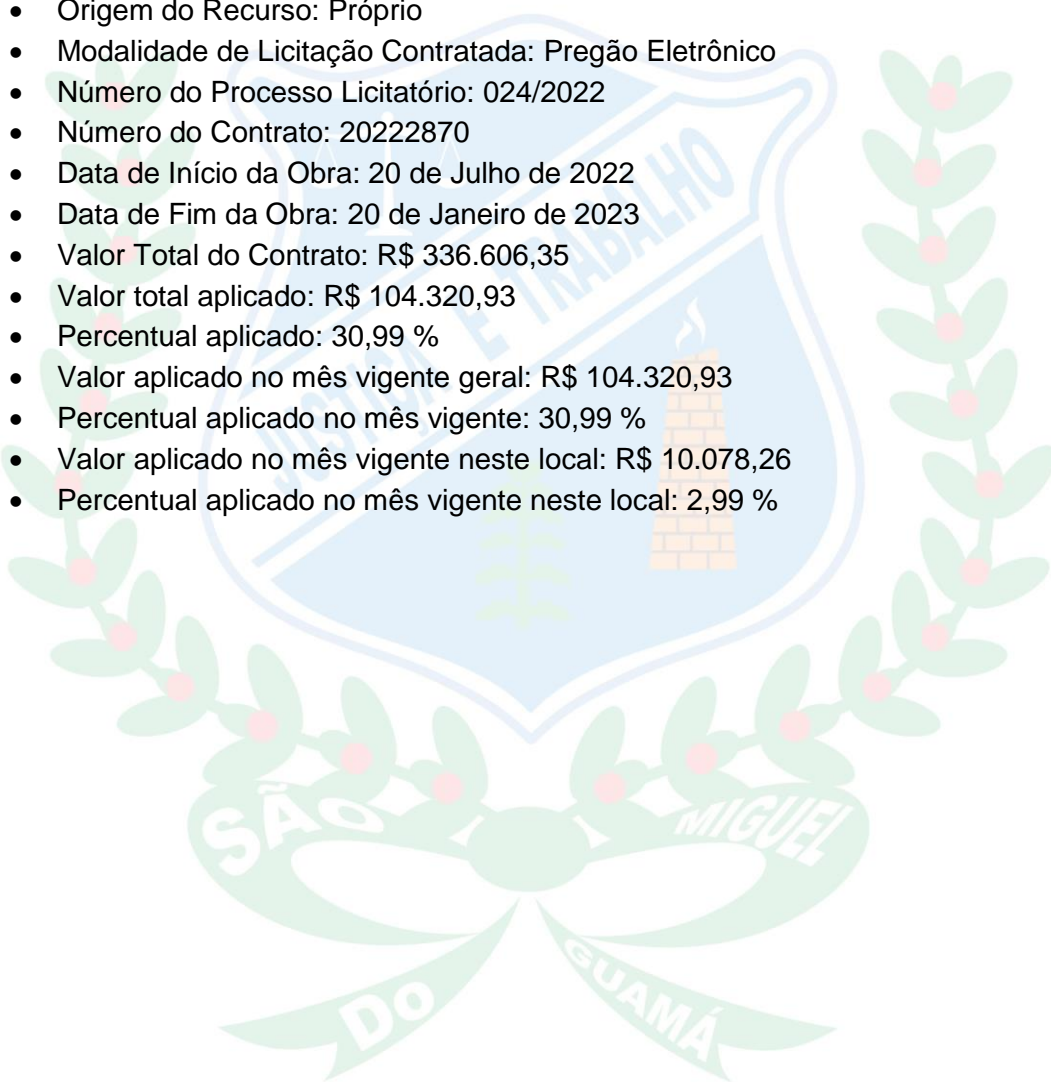 • Origem do Recurso: Próprio
• Modalidade de Licitação Contratada: Pregão Eletrônico
• Número do Processo Licitatório: 024/2022
• Número do Contrato: 20222870
• Data de Início da Obra: 20 de Julho de 2022
• Data de Fim da Obra: 20 de Janeiro de 2023
• Valor Total do Contrato: R$ 336.606,35
• Valor total aplicado: R$ 104.320,93
• Percentual aplicado: 30,99 %
• Valor aplicado no mês vigente geral: R$ 104.320,93
• Percentual aplicado no mês vigente: 30,99 %
• Valor aplicado no mês vigente neste local: R$ 10.078,26
• Percentual aplicado no mês vigente neste local: 2,99 %
JUSTIÇA E TRABALHO
SÃO MIGUEL
DO GUAMÁ